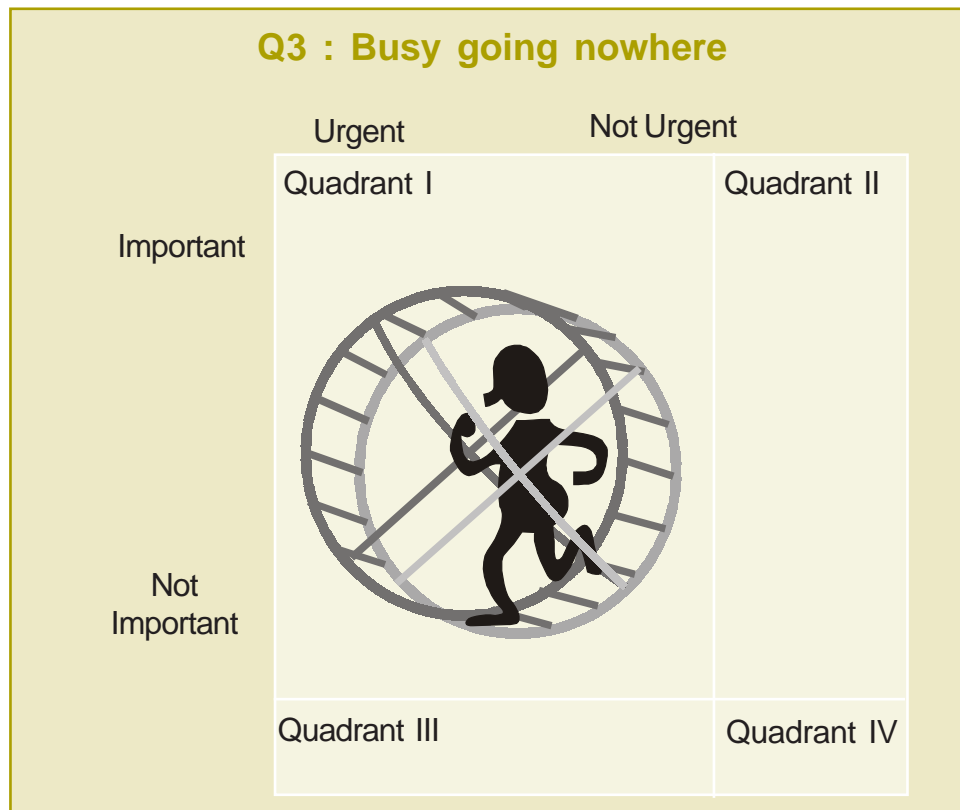 Q3 : Busy going nowhere
Urgent
Not Urgent
Quadrant I
Quadrant II
Important
Not
Important
Quadrant III
Quadrant IV